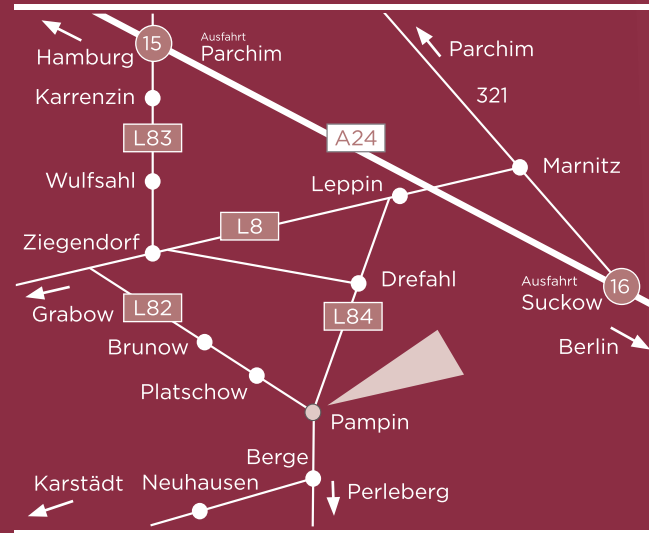 Hamburg
15
Ausfahrt
Parchim
Parchim
Karrenzin
321
L83
A24
Marnitz
Wulfsahl
Leppin
L8
Ziegendorf
Drefahl
Ausfahrt
Suckow
16
Grabow
L82
L84
Brunow
Berlin
Platschow
Pampin
Berge
Karstädt
Neuhausen
Perleberg